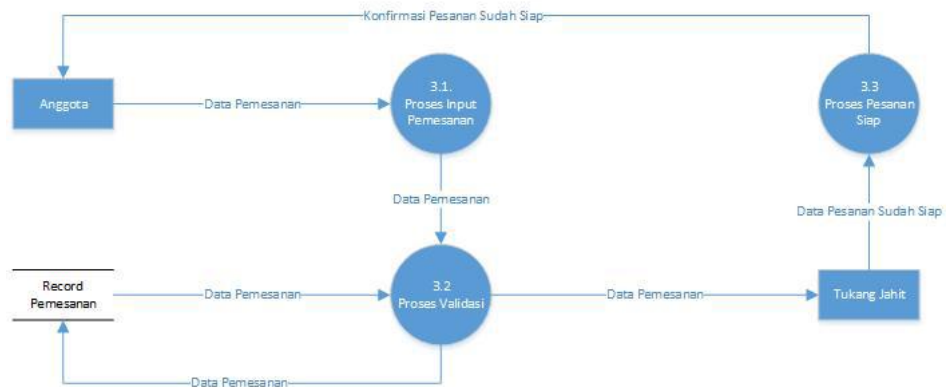 Konfirmasi Pesanan Sudah Siap
Anggota
Data Pemesanan
3.1.
Proses Input
Pemesanan
3.3
Proses Pesanan
Siap
Data Pemesanan
Data Pesanan Sudah Siap
Record
Pemesanan
Data Pemesanan
3.2
Proses Validasi
Data Pemesanan
Tukang Jahit
Data Pemesanan